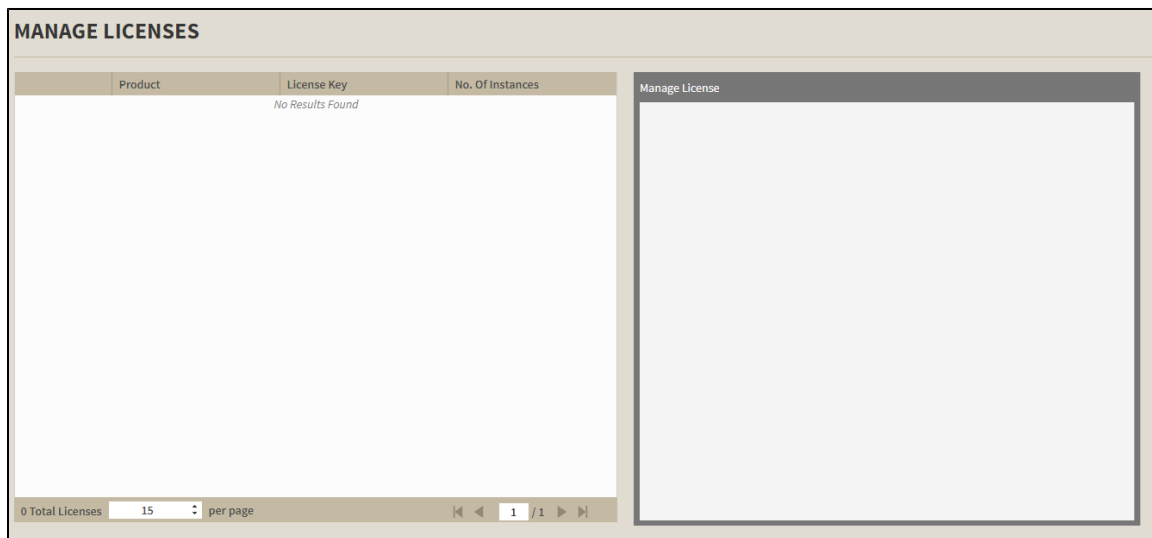 MANAGE LICENSES
Product License Key No. Of Instances
No Results Found
0 Total Licenses 15 per page 1 / 1
Manage License